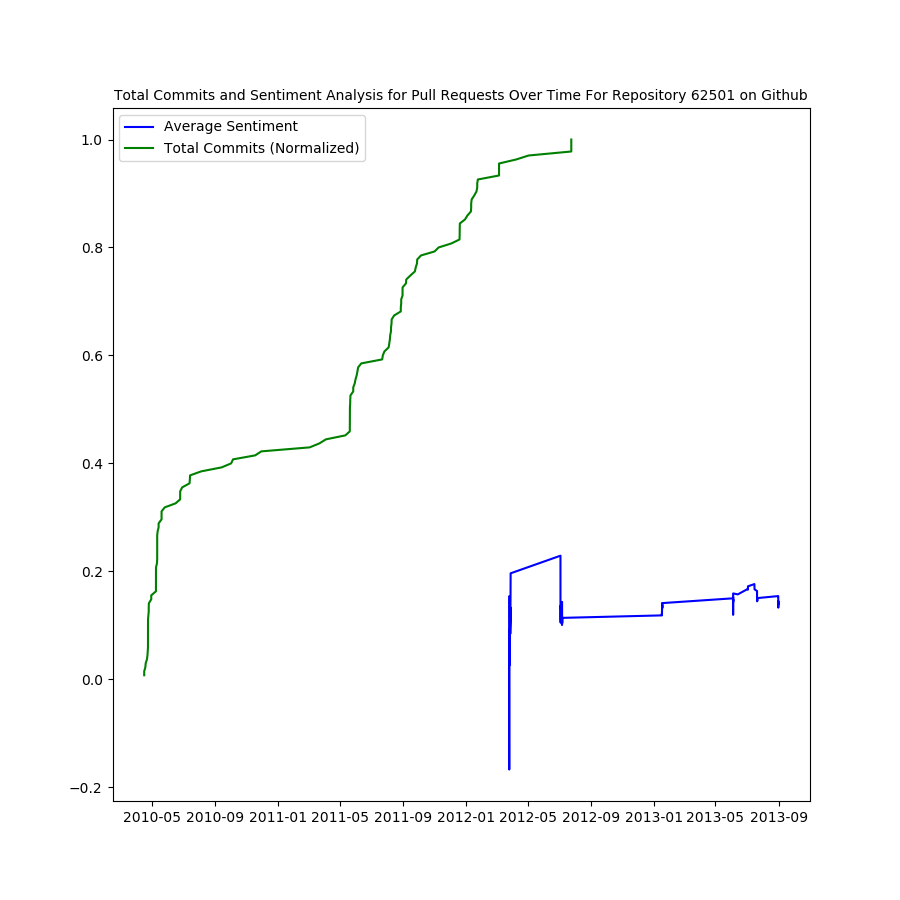 Total Commits and Sentiment Analysis for Pull Requests Over Time For Repository 62501 on Github
Average Sentiment
Total Commits (Normalized)
1.0
0.8
0.6
0.4
0.2
0.0
−0.2
2010-05 2010-09 2011-01 2011-05 2011-09 2012-01 2012-05 2012-09 2013-01 2013-05 2013-09